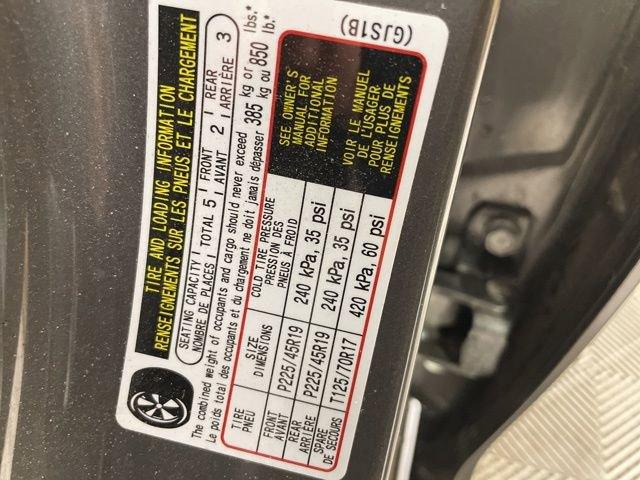 TIRE AND LOADING INFORMATION
RENSEIGNEMENTS SUR LES PNEUS ET LE CHARGEMENT
SEATING CAPACITY | TOTAL 5 | FRONT 2 | REAR 3
NOMBRE DE PLACES | TOTAL 5 | AVANT 2 | ARRIÈRE 3
The combined weight of occupants and cargo should never exceed 385 kg or 850 lbs.*
Le poids total des occupants et du chargement ne doit jamais dépasser 385 kg ou 850 lb.*
TIRE
PNEU
SIZE
DIMENSIONS
COLD TIRE PRESSURE
PRESSION DES
PNEUS À FROID
FRONT
AVANT
P225/45R19
240 kPa, 35 psi
REAR
ARRIÈRE
P225/45R19
240 kPa, 35 psi
SPARE
DE SECOURS
T125/70R17
420 kPa, 60 psi
SEE OWNER'S
MANUAL FOR
ADDITIONAL
INFORMATION
VOIR LE MANUEL
DE L'USAGER
POUR PLUS DE
RENSEIGNEMENTS
(GJS1B)